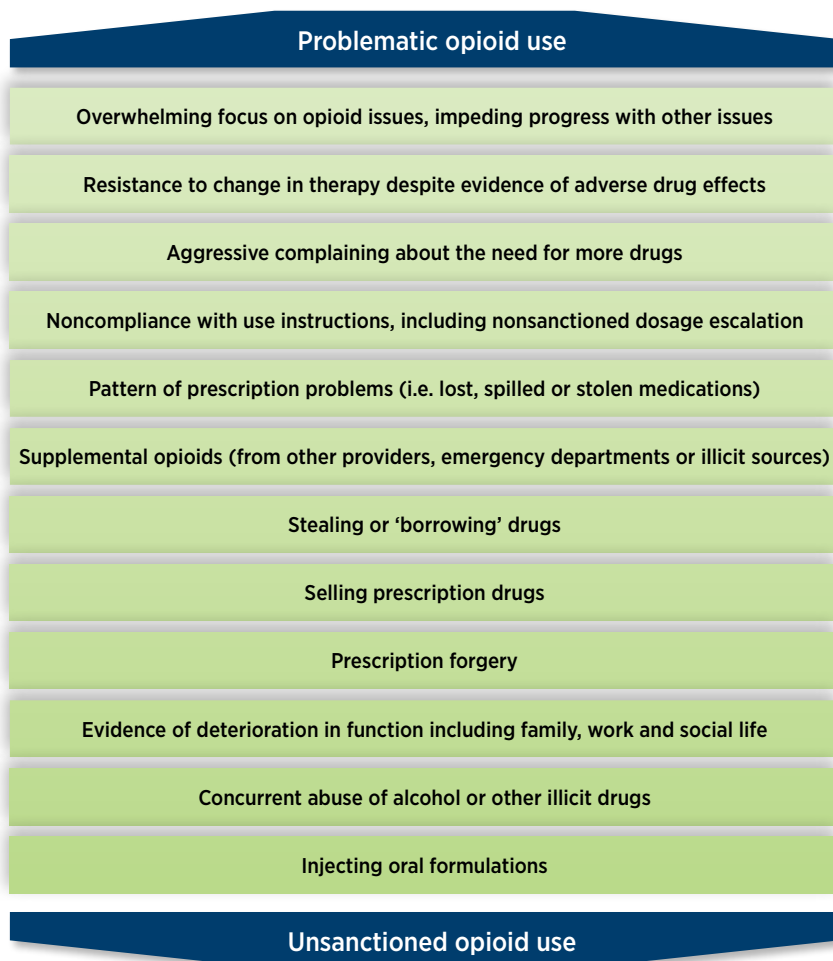 Problematic opioid use
Overwhelming focus on opioid issues, impeding progress with other issues
Resistance to change in therapy despite evidence of adverse drug effects
Aggressive complaining about the need for more drugs
Noncompliance with use instructions, including nonsanctioned dosage escalation
Pattern of prescription problems (i.e. lost, spilled or stolen medications)
Supplemental opioids (from other providers, emergency departments or illicit sources)
Stealing or ‘borrowing’ drugs
Selling prescription drugs
Prescription forgery
Evidence of deterioration in function including family, work and social life
Concurrent abuse of alcohol or other illicit drugs
Injecting oral formulations
Unsanctioned opioid use